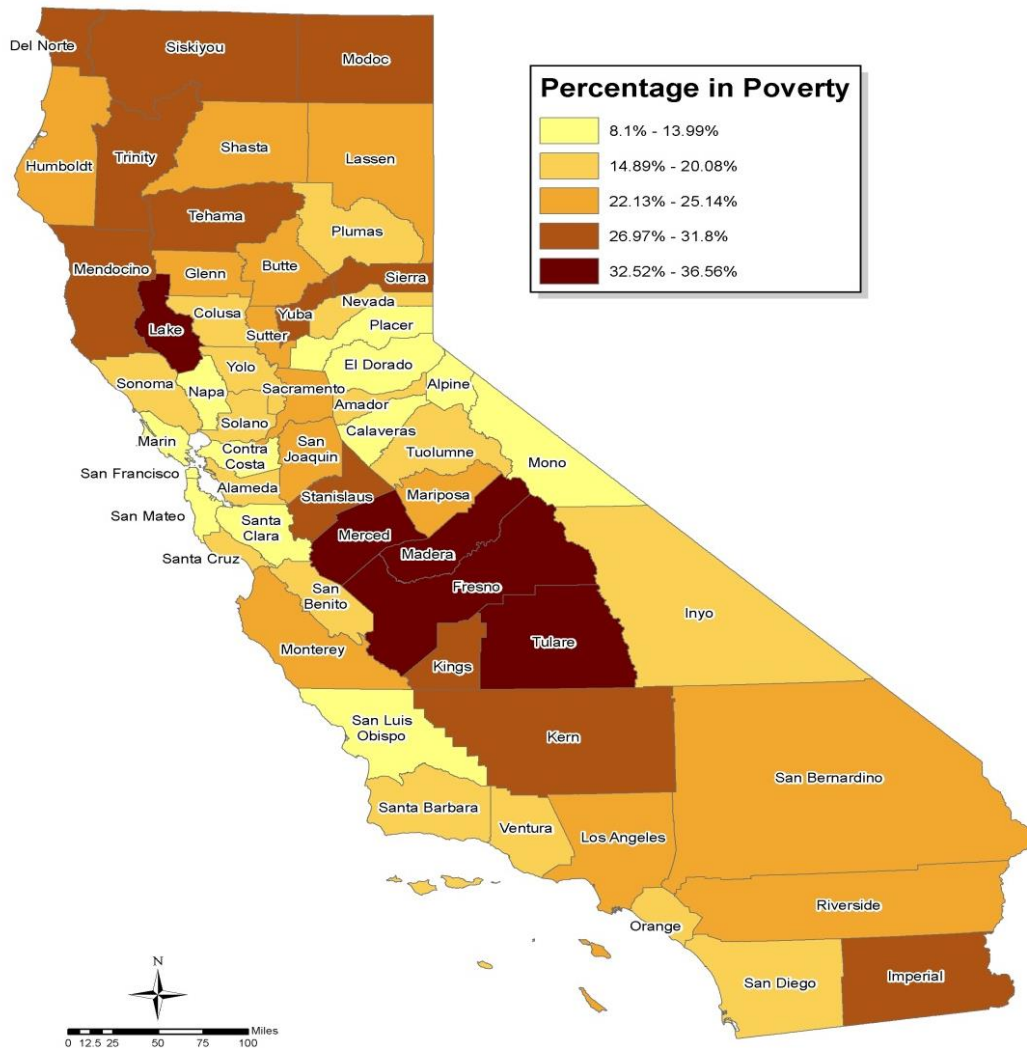 Del Norte
Siskiyou
Modoc
Percentage in Poverty
8.1% - 13.99%
14.89% - 20.08%
22.13% - 25.14%
26.97% - 31.8%
32.52% - 36.56%
Humboldt
Trinity
Shasta
Lassen
Tehama
Plumas
Mendocino
Glenn
Butte
Sierra
Lake
Colusa
Yuba
Nevada
Sutter
Placer
Sonoma
Napa
Yolo
El Dorado
Sacramento
Alpine
Solano
Amador
Marin
Calaveras
Contra
Costa
San
Joaquin
Tuolumne
Mono
San Francisco
Alameda
Stanislaus
Mariposa
San Mateo
Santa
Clara
Merced
Santa Cruz
Madera
San
Benito
Fresno
Inyo
Monterey
Kings
Tulare
San Luis
Obispo
Kern
San Bernardino
Santa Barbara
Ventura
Los Angeles
Orange
Riverside
San Diego
Imperial
N
Miles
0 12.5 25 50 75 100